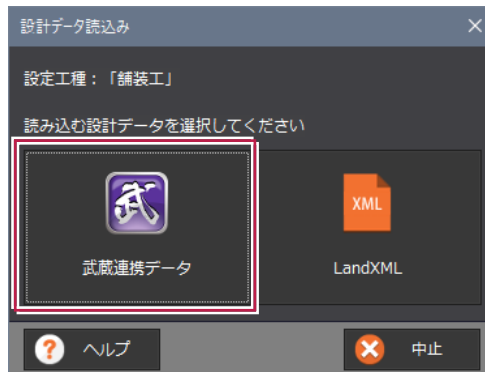 設計データ読込み
設定工種：「舗装工」
読み込む設計データを選択してください
武
XML
武蔵連携データ
LandXML
? ヘルプ
中止